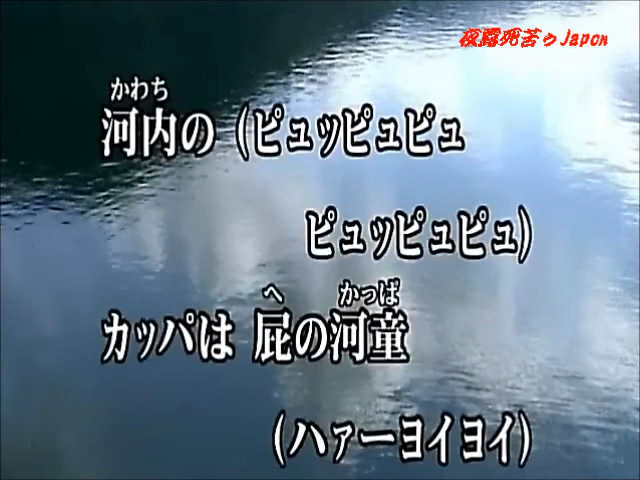 夜露死苦ぅJapon
かわち
河内の (ピュッピュピュ
ピュッピュピュ)
へ かっぱ
カッパは 屁の河童
(ハァーヨイヨイ)